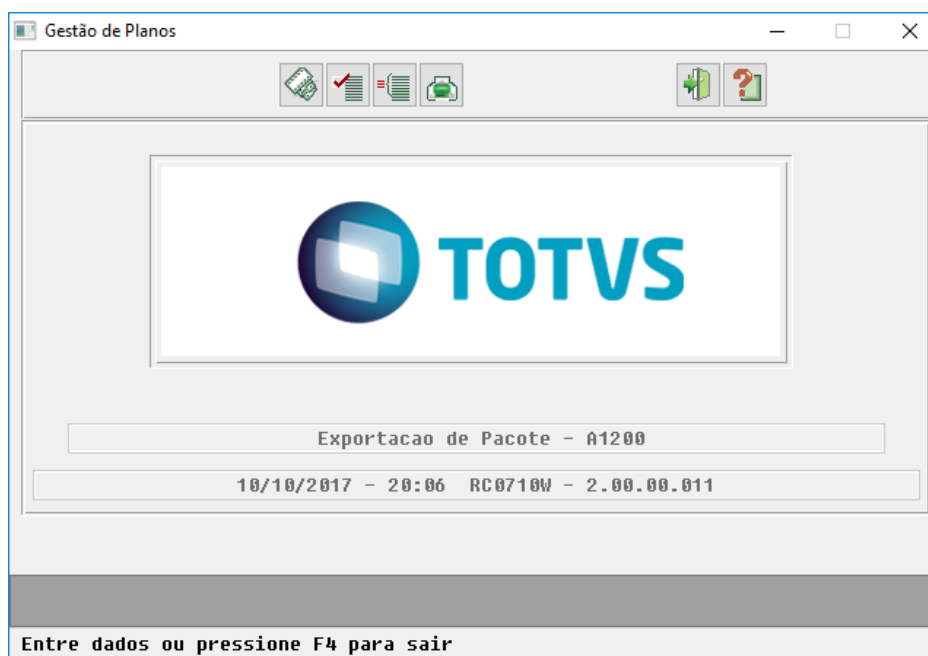 Gestão de Planos
TOTVS
Exportacao de Pacote - A1200
10/10/2017 - 20:06 RC0710W - 2.00.00.011
Entre dados ou pressione F4 para sair